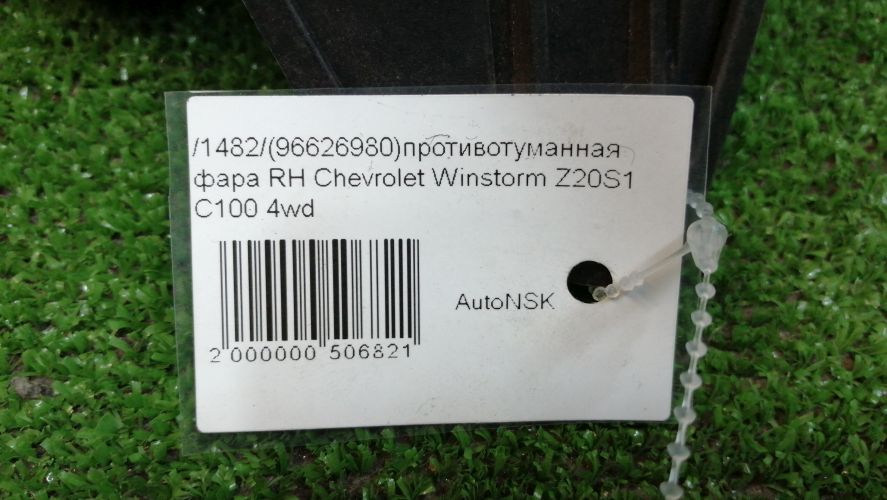 /1482/(96626980)противотуманная
фара RH Chevrolet Winstorm Z20S1
C100 4wd
AutoNSK
2 000000 506821